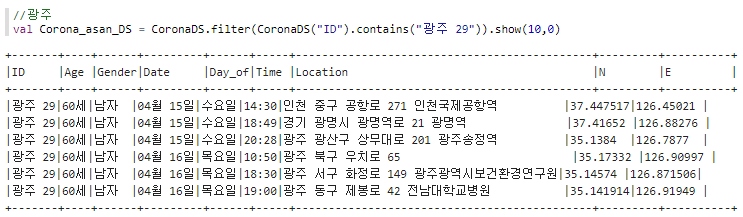 //광주
val Corona_asan_DS = CoronaDS.filter(CoronaDS("ID").contains("광주 29")).show(10,0)
+-------+----+------+--------+------+-----+-----------------------------------------+---------+----------+
|ID     |Age |Gender|Date    |Day_of|Time |Location                                 |N        |E         |
+-------+----+------+--------+------+-----+-----------------------------------------+---------+----------+
|광주 29|60세|남자  |04월 15일|수요일|14:30|인천 중구 공항로 271 인천국제공항역          |37.447517|126.45021 |
|광주 29|60세|남자  |04월 15일|수요일|18:49|경기 광명시 광명역로 21 광명역               |37.41652 |126.88276 |
|광주 29|60세|남자  |04월 15일|수요일|20:28|광주 광산구 상무대로 201 광주송정역          |35.1384  |126.7877  |
|광주 29|60세|남자  |04월 16일|목요일|10:50|광주 북구 우치로 65                         |35.17332 |126.90997 |
|광주 29|60세|남자  |04월 16일|목요일|18:30|광주 서구 화정로 149 광주광역시보건환경연구원|35.14574 |126.871506|
|광주 29|60세|남자  |04월 16일|목요일|19:00|광주 동구 제봉로 42 전남대학교병원           |35.141914|126.91949 |
+-------+----+------+--------+------+-----+-----------------------------------------+---------+----------+